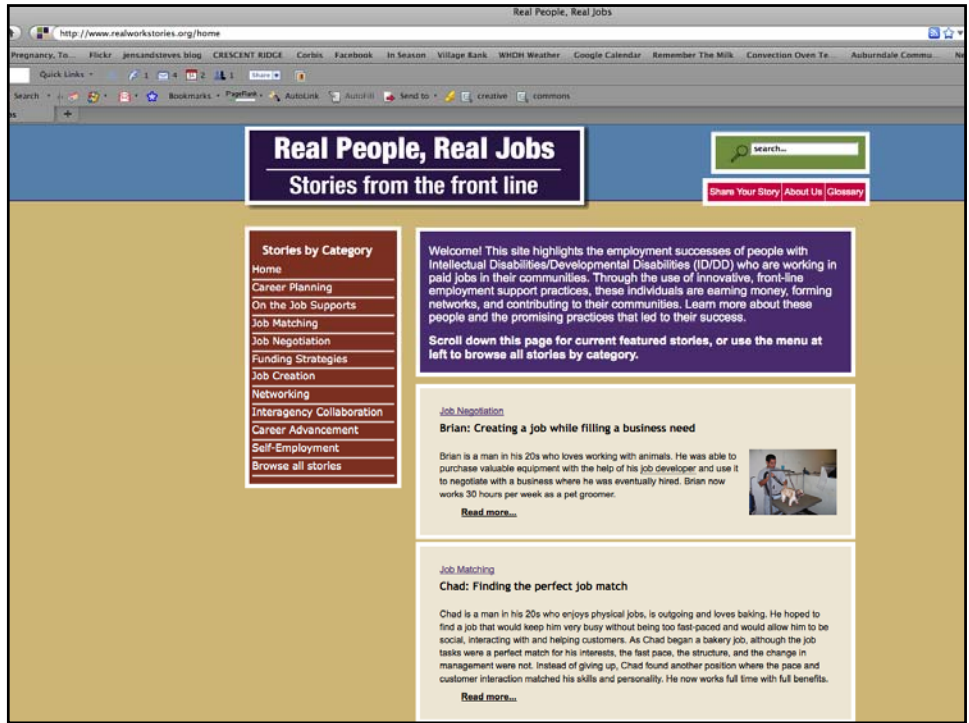 Real People, Real Jobs
http://www.realworkstories.org/home
Pregnancy, To... Flickr jensandsteves blog CRESCENT RIDGE Corbis Facebook In Season Village Bank WHDH Weather Google Calendar Remember The Milk Convection Oven Te... Auburndale Commu...
Quick Links 1 4 2 1 Share
Search Bookmarks PageRank AutoLink AutoFill Send to creative commons
Real People, Real Jobs
Stories from the front line
search...
Share Your Story About Us Glossary
Stories by Category
Home
Career Planning
On the Job Supports
Job Matching
Job Negotiation
Funding Strategies
Job Creation
Networking
Interagency Collaboration
Career Advancement
Self-Employment
Browse all stories
Welcome! This site highlights the employment successes of people with
Intellectual Disabilities/Developmental Disabilities (ID/DD) who are working in
paid jobs in their communities. Through the use of innovative, front-line
employment support practices, these individuals are earning money, forming
networks, and contributing to their communities. Learn more about these
people and the promising practices that led to their success.
Scroll down this page for current featured stories, or use the menu at
left to browse all stories by category.
Job Negotiation
Brian: Creating a job while filling a business need
Brian is a man in his 20s who loves working with animals. He was able to
purchase valuable equipment with the help of his job developer and use it
to negotiate with a business where he was eventually hired. Brian now
works 30 hours per week as a pet groomer.
Read more...
Job Matching
Chad: Finding the perfect job match
Chad is a man in his 20s who enjoys physical jobs, is outgoing and loves baking. He hoped to
find a job that would keep him very busy without being too fast-paced and would allow him to be
social, interacting with and helping customers. As Chad began a bakery job, although the job
tasks were a perfect match for his interests, the fast pace, the structure, and the change in
management were not. Instead of giving up, Chad found another position where the pace and
customer interaction matched his skills and personality. He now works full time with full benefits.
Read more...